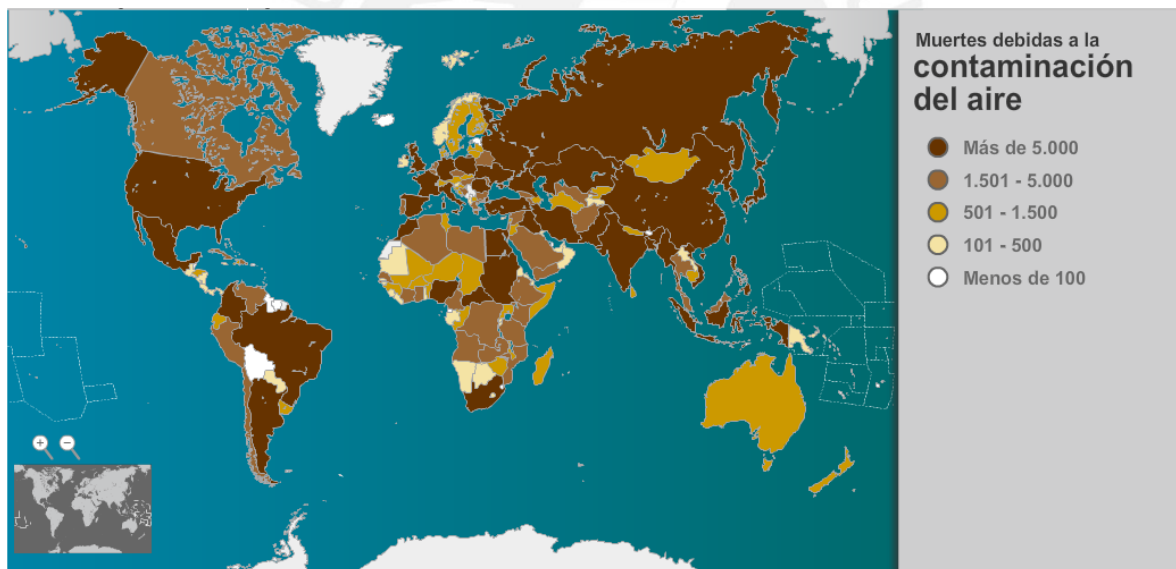 Muertes debidas a la
contaminación
del aire
Más de 5.000
1.501 - 5.000
501 - 1.500
101 - 500
Menos de 100